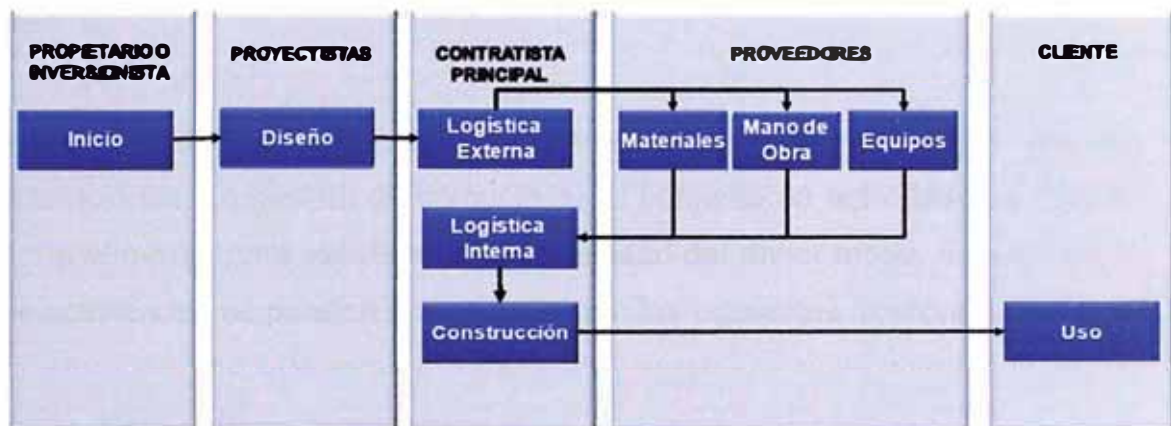 PROPIETARIO O
INVERSIONISTA
PROYECTISTAS
CONTRATISTA
PRINCIPAL
PROVEEDORES
CLIENTE
Inicio
Diseño
Logística
Externa
Materiales
Mano de
Obra
Equipos
Logística
Interna
Construcción
Uso